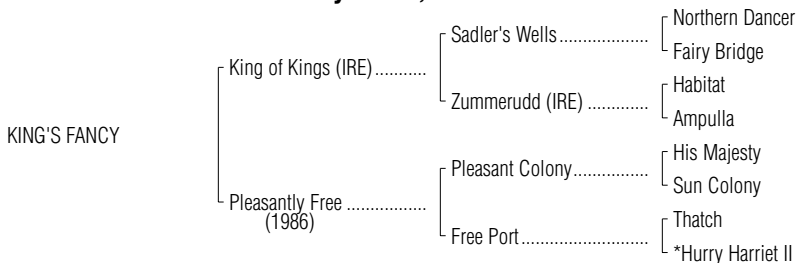 Northern Dancer
Sadler's Wells....................
Fairy Bridge
King of Kings (IRE)...........
Habitat
Zummerudd (IRE) .............
Ampulla
KING'S FANCY
His Majesty
Pleasant Colony.................
Sun Colony
Pleasantly Free .................
(1986)
Thatch
Free Port............................
*Hurry Harriet II